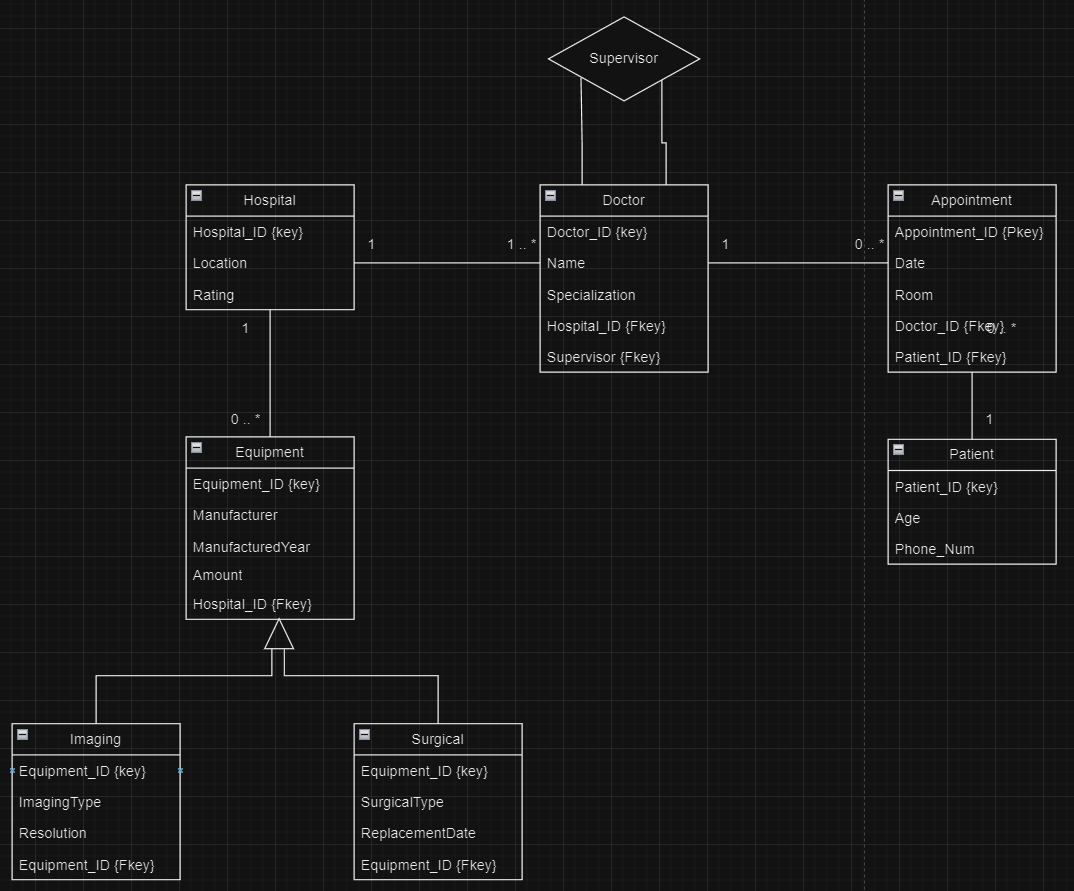 Supervisor
Hospital
Hospital_ID {key}
Location
Rating
1
1 .. *
Doctor
Doctor_ID {key}
Name
Specialization
Hospital_ID {Fkey}
Supervisor {Fkey}
1
0 .. *
Appointment
Appointment_ID {Pkey}
Date
Room
Doctor_ID {Fkey}
0 .. *
Patient_ID {Fkey}
1
0 .. *
1
Equipment
Equipment_ID {key}
Manufacturer
ManufacturedYear
Amount
Hospital_ID {Fkey}
Patient
Patient_ID {key}
Age
Phone_Num
Imaging
Equipment_ID {key}
ImagingType
Resolution
Equipment_ID {Fkey}
Surgical
Equipment_ID {key}
SurgicalType
ReplacementDate
Equipment_ID {Fkey}